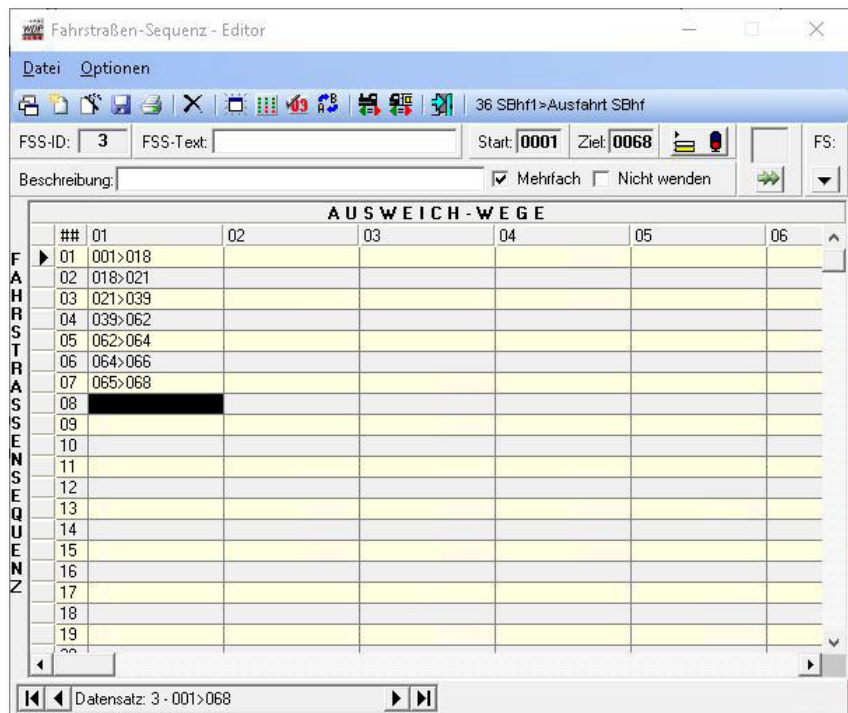 WDP Fahrstraßen-Sequenz - Editor
Datei Optionen
36 SBhf1>Ausfahrt SBhf
FSS-ID: 3 FSS-Text: Start: 0001 Ziel: 0068 FS:
Beschreibung: Mehrfach Nicht wenden
AUSWEICH-WEGE
## 01 02 03 04 05 06
FAHRSTRASSENSEQUENZ
01 001>018
02 018>021
03 021>039
04 039>062
05 062>064
06 064>066
07 065>068
08
09
10
11
12
13
14
15
16
17
18
19
20
Datensatz: 3 - 001>068